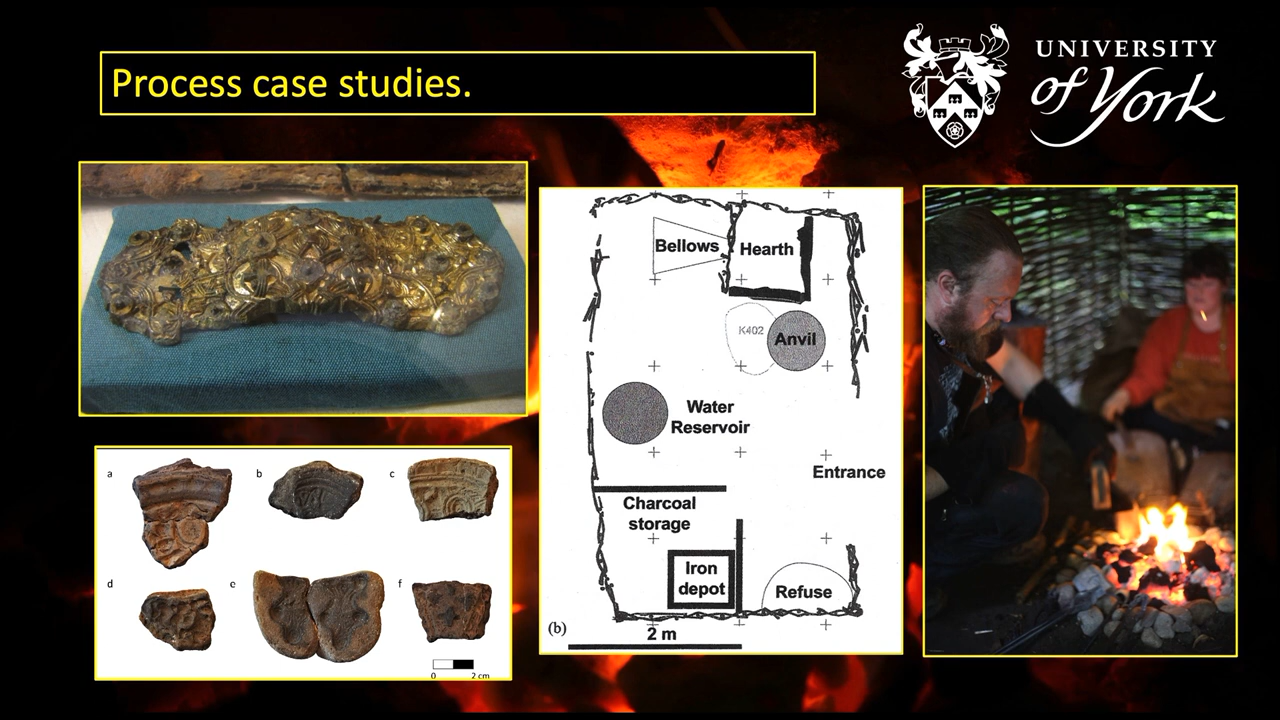 Process case studies.
UNIVERSITY
of York
Bellows
Hearth
K402
Anvil
Water
Reservoir
Entrance
Charcoal
storage
Iron
depot
Refuse
(b)
2 m
a
b
c
d
e
f
0
2 cm